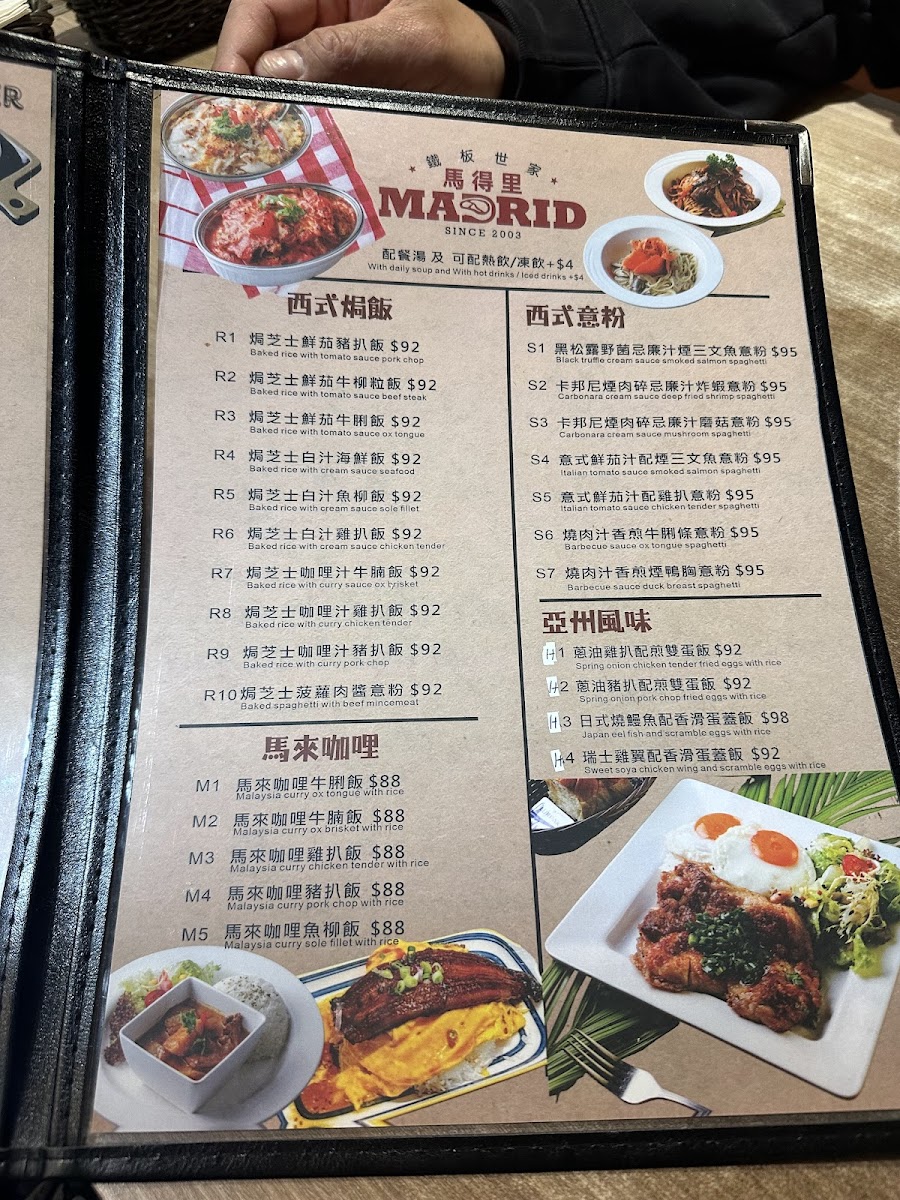 ER
鐵板世家
馬得里
MADRID
SINCE 2003
配餐湯 及 可配熱飲/凍飲+$4
With daily soup and With hot drinks / Iced drinks +$4
西式焗飯
R1 焗芝士鮮茄豬扒飯 $92
Baked rice with tomato sauce pork chop
R2 焗芝士鮮茄牛柳粒飯 $92
Baked rice with tomato sauce beef steak
R3 焗芝士鮮茄牛脷飯 $92
Baked rice with tomato sauce ox tongue
R4 焗芝士白汁海鮮飯 $92
Baked rice with cream sauce seafood
R5 焗芝士白汁魚柳飯 $92
Baked rice with cream sauce sole fillet
R6 焗芝士白汁雞扒飯 $92
Baked rice with cream sauce chicken tender
R7 焗芝士咖哩汁牛腩飯 $92
Baked rice with curry sauce ox brisket
R8 焗芝士咖哩汁雞扒飯 $92
Baked rice with curry chicken tender
R9 焗芝士咖哩汁豬扒飯 $92
Baked rice with curry pork chop
R10 焗芝士菠蘿肉醬意粉 $92
Baked spaghetti with beef mincemeat
馬來咖哩
M1 馬來咖哩牛脷飯 $88
Malaysia curry ox tongue with rice
M2 馬來咖哩牛腩飯 $88
Malaysia curry ox brisket with rice
M3 馬來咖哩雞扒飯 $88
Malaysia curry chicken tender with rice
M4 馬來咖哩豬扒飯 $88
Malaysia curry pork chop with rice
M5 馬來咖哩魚柳飯 $88
Malaysia curry sole fillet with rice
西式意粉
S1 黑松露野菌忌廉汁煙三文魚意粉 $95
Black truffle cream sauce smoked salmon spaghetti
S2 卡邦尼煙肉碎忌廉汁炸蝦意粉 $95
Carbonara cream sauce deep fried shrimp spaghetti
S3 卡邦尼煙肉碎忌廉汁磨菇意粉 $95
Carbonara cream sauce mushroom spaghetti
S4 意式鮮茄汁配煙三文魚意粉 $95
Italian tomato sauce smoked salmon spaghetti
S5 意式鮮茄汁配雞扒意粉 $95
Italian tomato sauce chicken tender spaghetti
S6 燒肉汁香煎牛脷條意粉 $95
Barbecue sauce ox tongue spaghetti
S7 燒肉汁香煎煙鴨胸意粉 $95
Barbecue sauce duck breast spaghetti
亞州風味
H1 蔥油雞扒配煎雙蛋飯 $92
Spring onion chicken tender fried eggs with rice
H2 蔥油豬扒配煎雙蛋飯 $92
Spring onion pork chop fried eggs with rice
H3 日式燒鰻魚配香滑蛋蓋飯 $98
Japan eel fish and scramble eggs with rice
H4 瑞士雞翼配香滑蛋蓋飯 $92
Sweet soya chicken wing and scramble eggs with rice